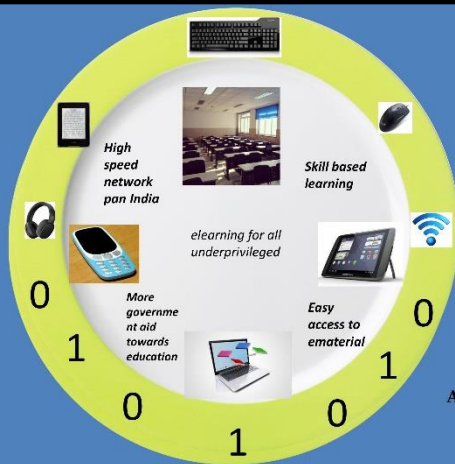 High
speed
network
pan India
Skill based
learning
elearning for all
underprivileged
More
governme
nt aid
towards
education
Easy
access to
ematerial
0
1
0
1
0
1
0
A